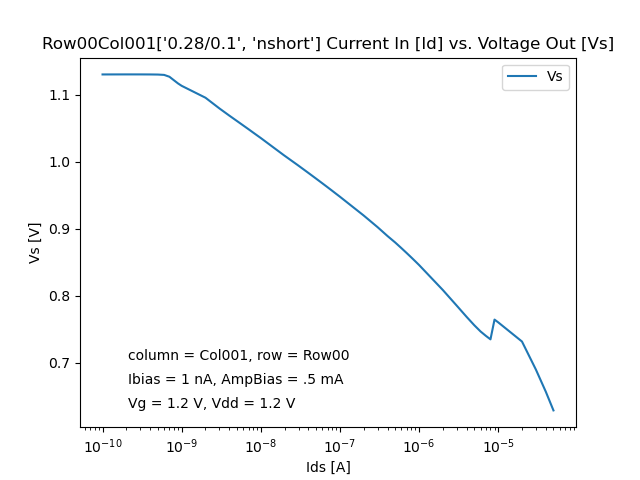 Row00Col001['0.28/0.1', 'nshort'] Current In [Id] vs. Voltage Out [Vs]
Vs
1.1
1.0
0.9
0.8
0.7
Vs [V]
column = Col001, row = Row00
Ibias = 1 nA, AmpBias = .5 mA
Vg = 1.2 V, Vdd = 1.2 V
10⁻¹⁰ 10⁻⁹ 10⁻⁸ 10⁻⁷ 10⁻⁶ 10⁻⁵
Ids [A]